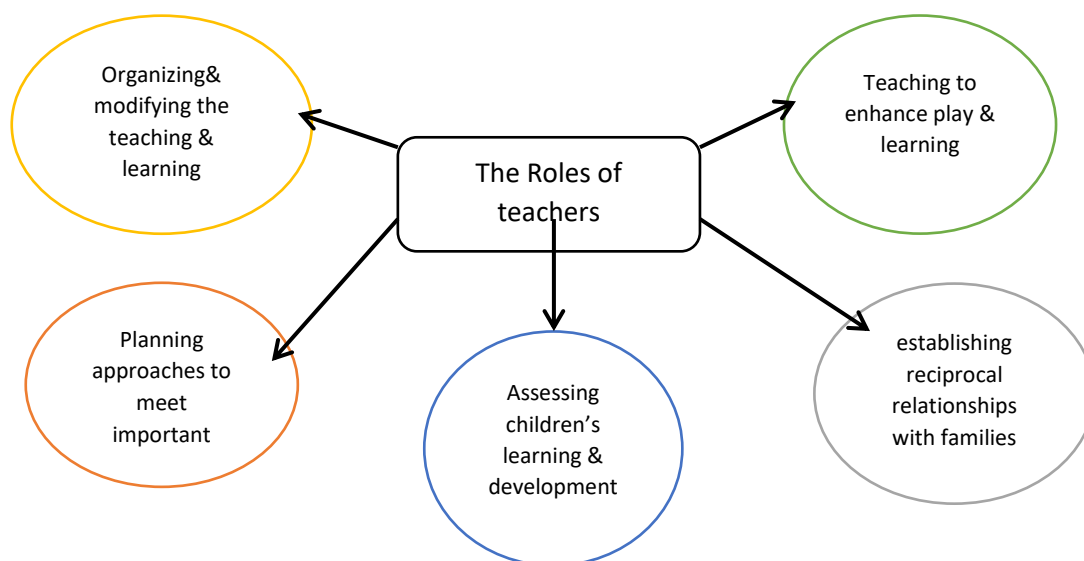 The Roles of
teachers
Organizing&
modifying the
teaching &
learning
Teaching to
enhance play &
learning
Planning
approaches to
meet
important
Assessing
children’s
learning &
development
establishing
reciprocal
relationships
with families